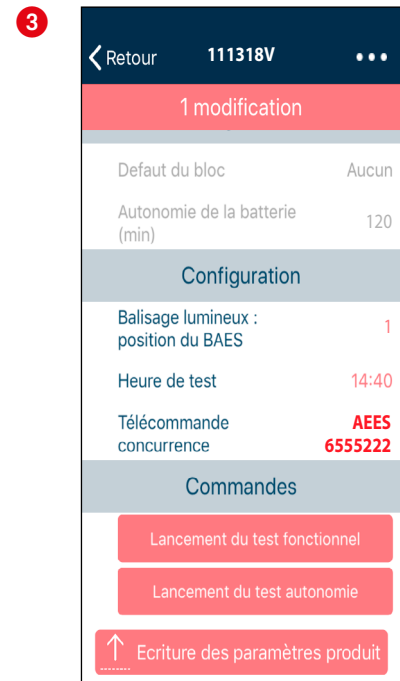 3
Retour 111318V •••
1 modification
Defaut du bloc Aucun
Autonomie de la batterie
(min) 120
Configuration
Balisage lumineux :
position du BAES 1
Heure de test 14:40
Télécommande AEES
concurrence 6555222
Commandes
Lancement du test fonctionnel
Lancement du test autonomie
Ecriture des paramètres produit